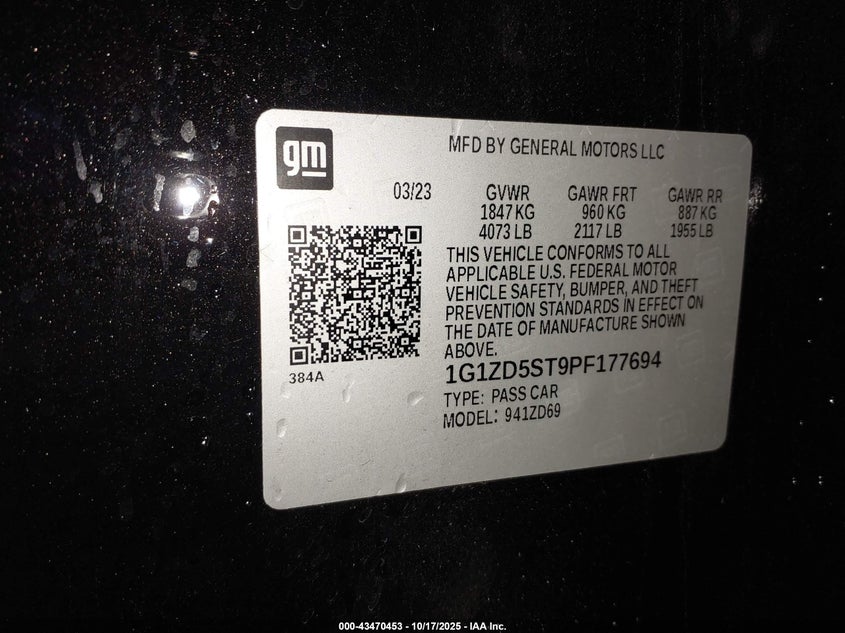 gm
MFD BY GENERAL MOTORS LLC
03/23 GVWR GAWR FRT GAWR RR
1847 KG 960 KG 887 KG
4073 LB 2117 LB 1955 LB
THIS VEHICLE CONFORMS TO ALL
APPLICABLE U.S. FEDERAL MOTOR
VEHICLE SAFETY, BUMPER, AND THEFT
PREVENTION STANDARDS IN EFFECT ON
THE DATE OF MANUFACTURE SHOWN
ABOVE.
384A
1G1ZD5ST9PF177694
TYPE: PASS CAR
MODEL: 941ZD69
000-43470453 - 10/17/2025 - IAA Inc.